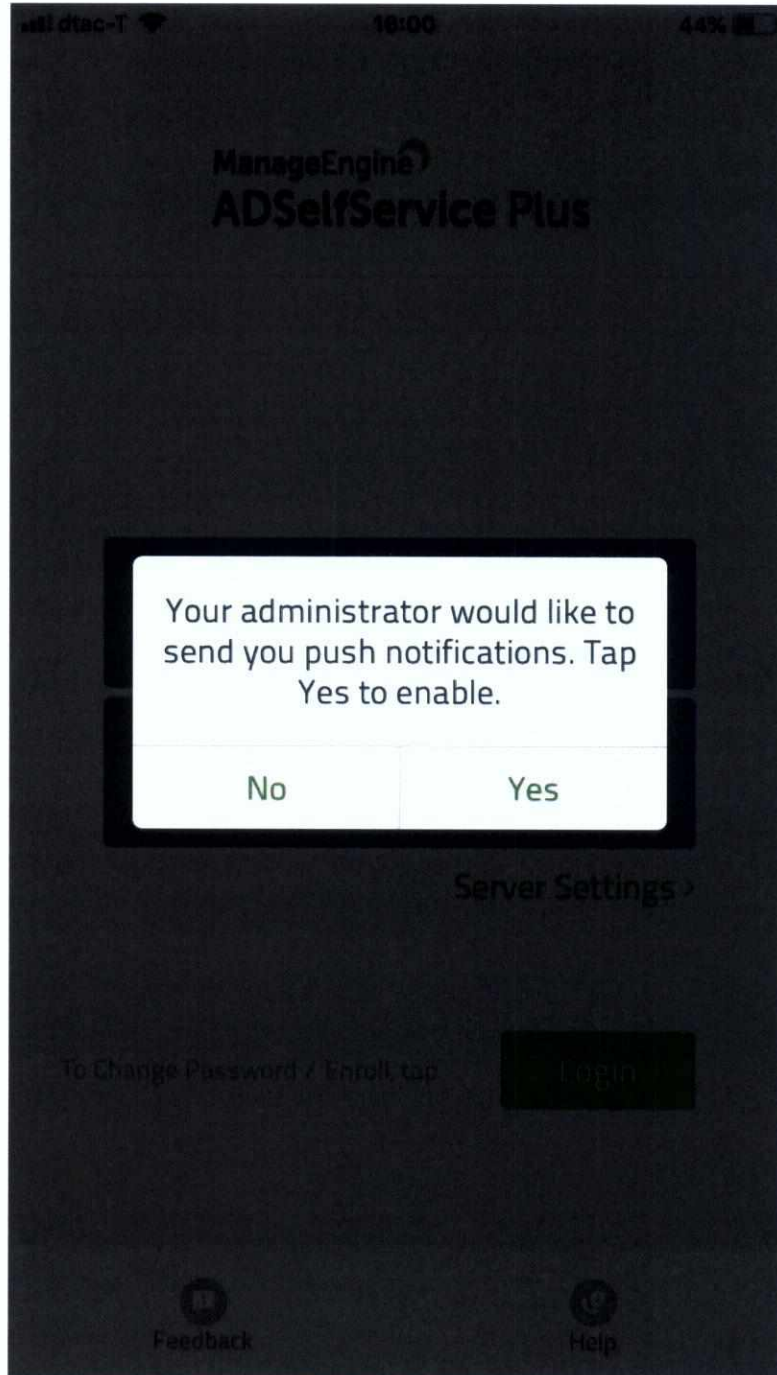 dtac-T 18:00 44%
ManageEngine
ADSelfService Plus
Your administrator would like to
send you push notifications. Tap
Yes to enable.
No Yes
Server Settings >
To Change Password / Enroll, tap Login
Feedback Help